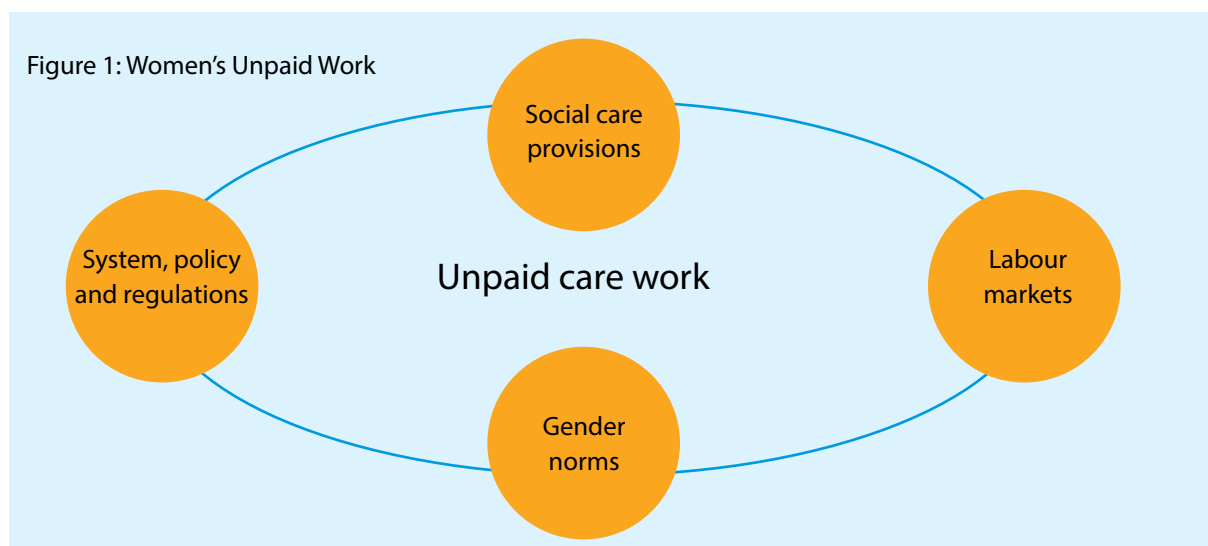 Figure 1: Women’s Unpaid Work
Social care
provisions
System, policy
and regulations
Unpaid care work
Labour
markets
Gender
norms